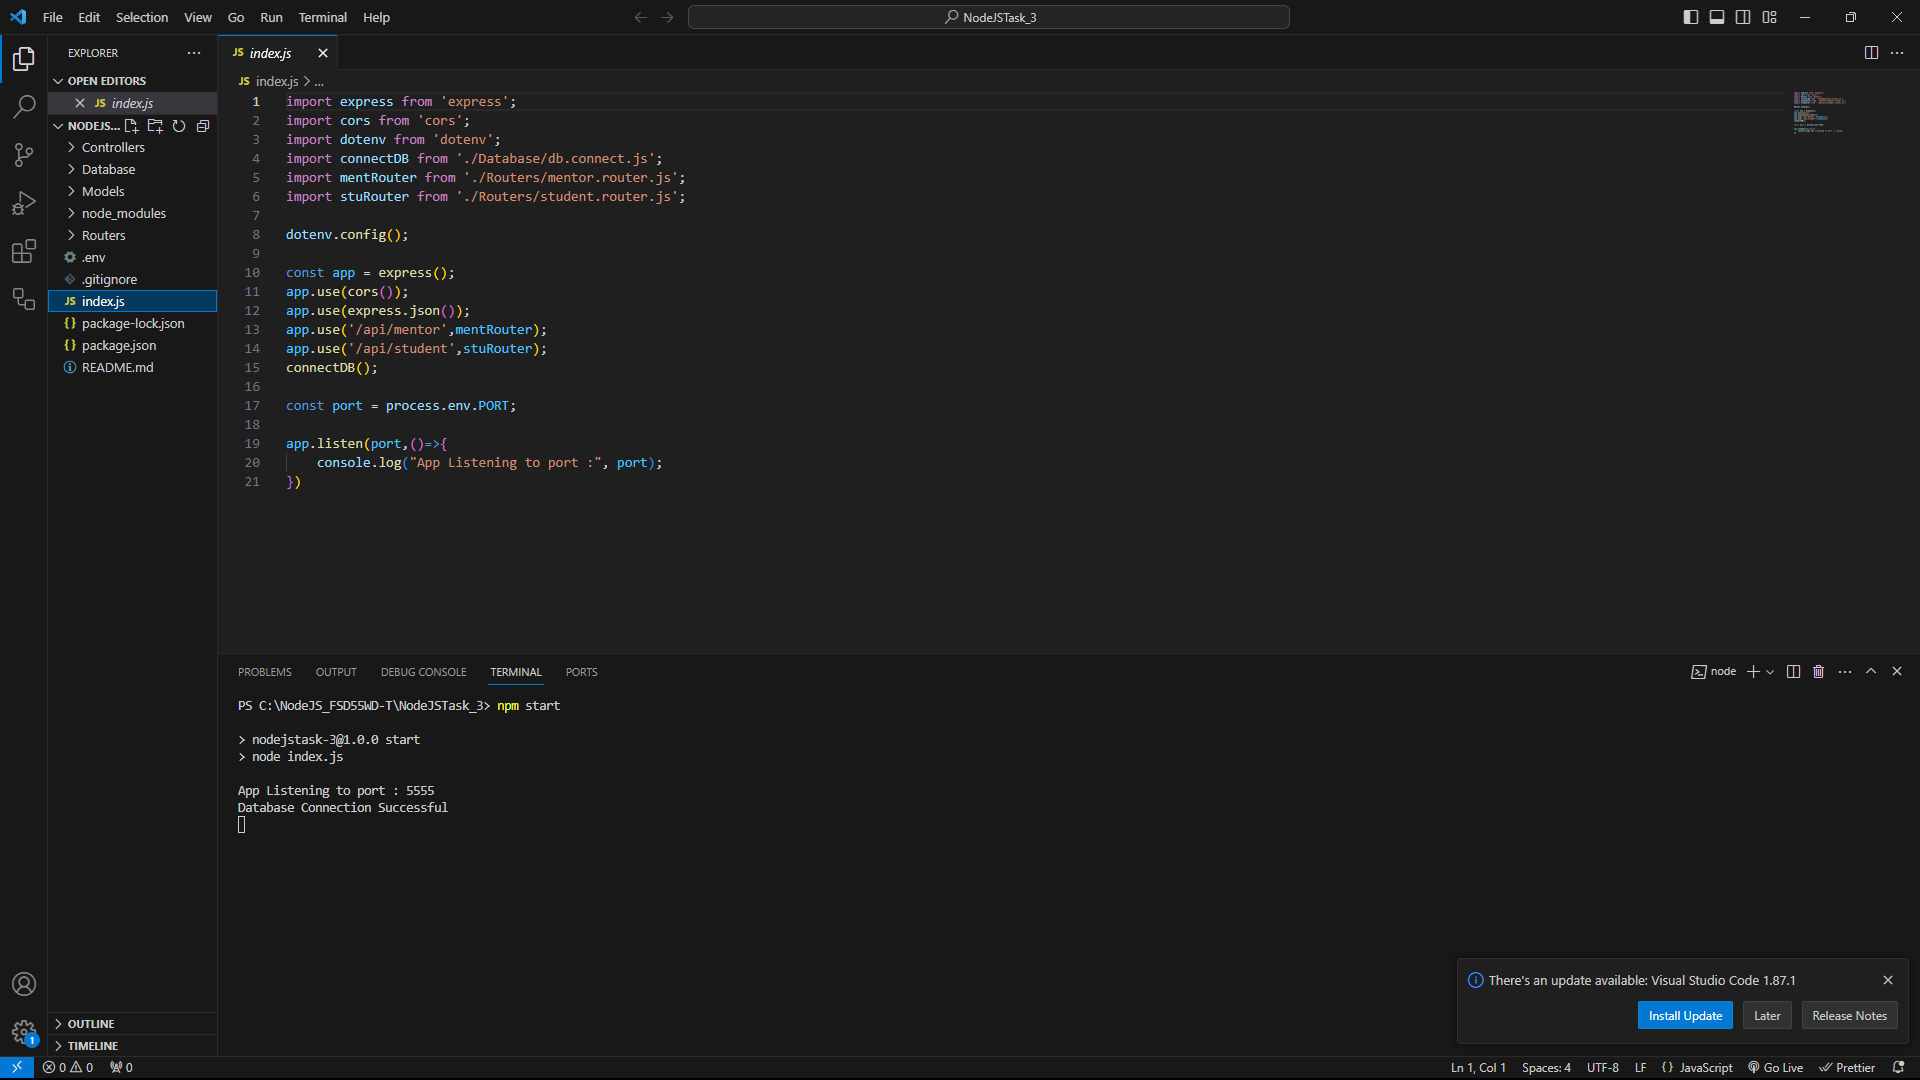 File Edit Selection View Go Run Terminal Help
NodeJSTask_3
EXPLORER
OPEN EDITORS
JS index.js
NODEJS...
Controllers
Database
Models
node_modules
Routers
.env
.gitignore
JS index.js
{} package-lock.json
{} package.json
README.md
OUTLINE
TIMELINE
JS index.js
JS index.js > ...
1 import express from 'express';
2 import cors from 'cors';
3 import dotenv from 'dotenv';
4 import connectDB from './Database/db.connect.js';
5 import mentRouter from './Routers/mentor.router.js';
6 import stuRouter from './Routers/student.router.js';
7
8 dotenv.config();
9
10 const app = express();
11 app.use(cors());
12 app.use(express.json());
13 app.use('/api/mentor',mentRouter);
14 app.use('/api/student',stuRouter);
15 connectDB();
16
17 const port = process.env.PORT;
18
19 app.listen(port,()=>{
20 console.log("App Listening to port :", port);
21 })
PROBLEMS OUTPUT DEBUG CONSOLE TERMINAL PORTS
node
PS C:\NodeJS_FSD55WD-T\NodeJSTask_3> npm start
> nodejstask-3@1.0.0 start
> node index.js
App Listening to port : 5555
Database Connection Successful
There's an update available: Visual Studio Code 1.87.1
Install Update Later Release Notes
1
0 0 0
Ln 1, Col 1 Spaces: 4 UTF-8 LF {} JavaScript Go Live Prettier